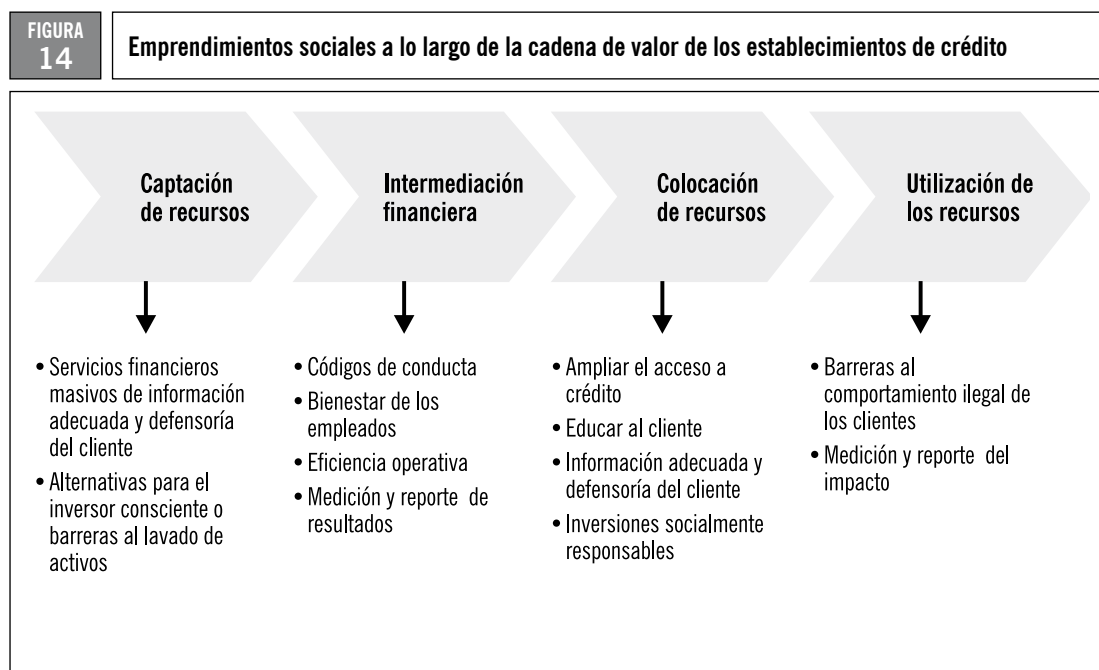 FIGURA
14
Emprendimientos sociales a lo largo de la cadena de valor de los establecimientos de crédito
Captación
de recursos
Intermediación
financiera
Colocación
de recursos
Utilización de
los recursos
• Servicios financieros
masivos de información
adecuada y defensoría
del cliente
• Alternativas para el
inversor consciente o
barreras al lavado de
activos
• Códigos de conducta
• Bienestar de los
empleados
• Eficiencia operativa
• Medición y reporte de
resultados
• Ampliar el acceso a
crédito
• Educar al cliente
• Información adecuada y
defensoría del cliente
• Inversiones socialmente
responsables
• Barreras al
comportamiento ilegal de
los clientes
• Medición y reporte del
impacto